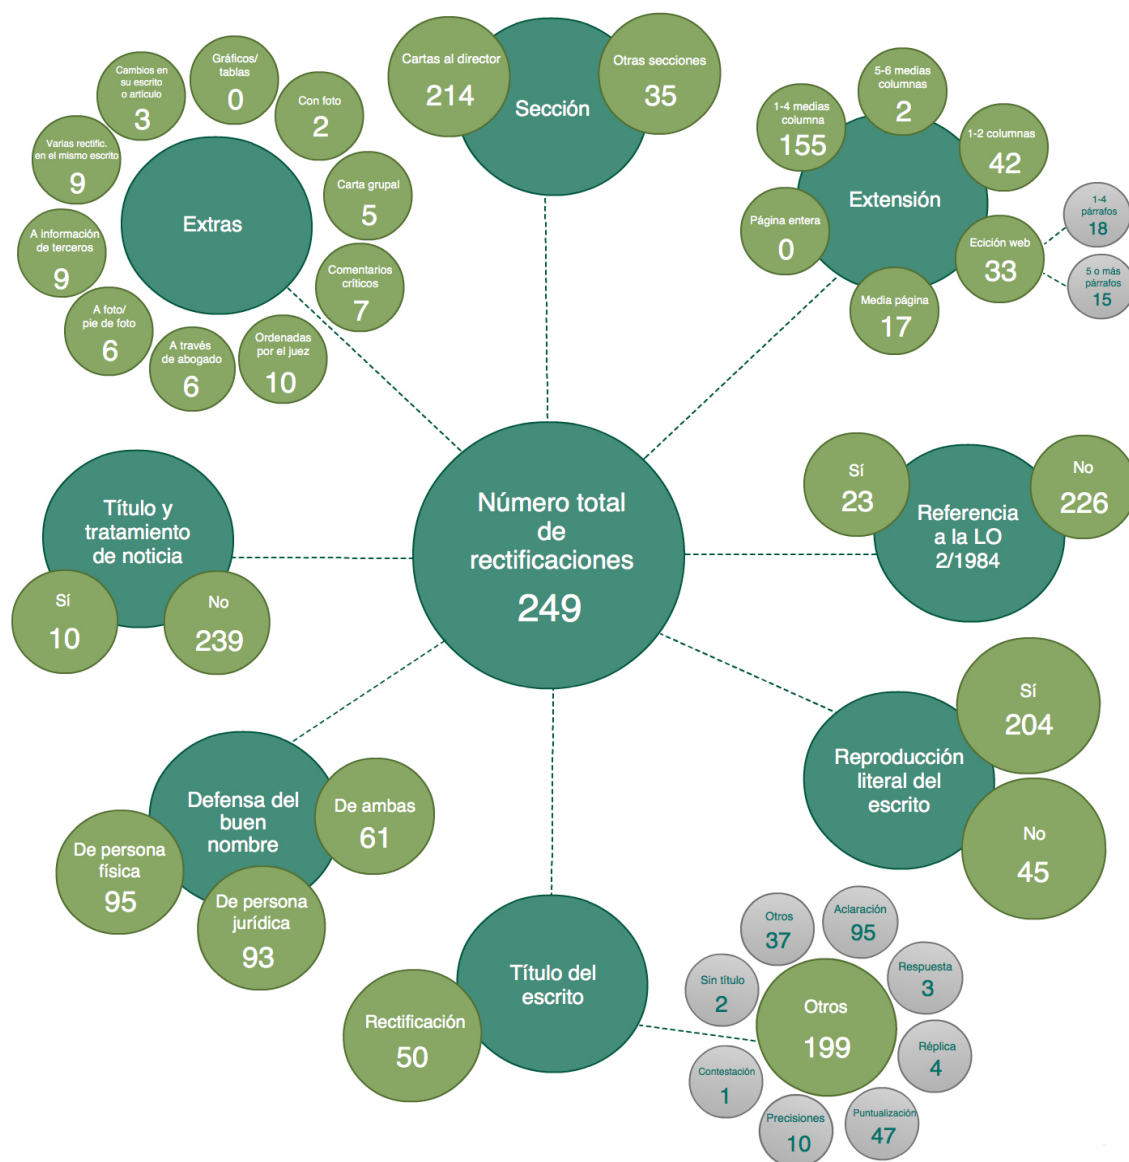 Extras
Cambios en
su escrito
o artículo
3
Gráficos/
tablas
0
Con foto
2
Carta grupal
5
Comentarios
críticos
7
Ordenadas
por el juez
10
A través
de abogado
6
A foto/
pie de foto
6
A información
de terceros
9
Varias rectific.
en el mismo escrito
9
Sección
Cartas al director
214
Otras secciones
35
Extensión
1-4 medias
columna
155
5-6 medias
columnas
2
1-2 columnas
42
Ecición web
33
1-4
párrafos
18
5 o más
párrafos
15
Media página
17
Página entera
0
Número total
de
rectificaciones
249
Título y
tratamiento
de noticia
Sí
10
No
239
Referencia
a la LO
2/1984
Sí
23
No
226
Reproducción
literal del
escrito
Sí
204
No
45
Defensa del
buen
nombre
De persona
física
95
De persona
jurídica
93
De ambas
61
Título del
escrito
Rectificación
50
Otros
199
Otros
37
Aclaración
95
Respuesta
3
Réplica
4
Puntualización
47
Precisiones
10
Contestación
1
Sin título
2